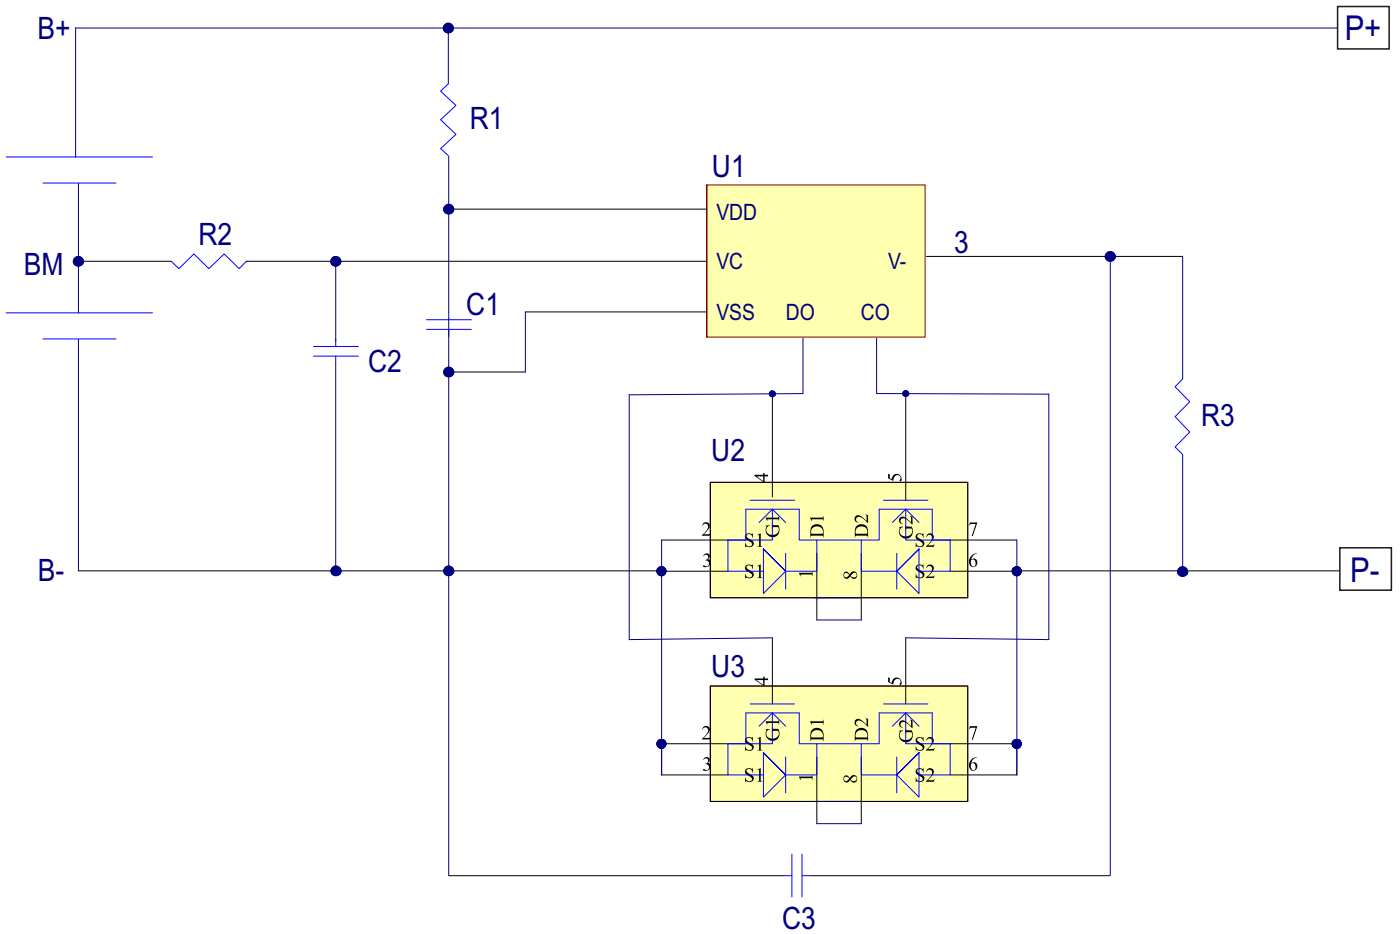 B+
P+
R1
U1
VDD
R2
BM
VC
V-
3
C1
VSS
DO
CO
C2
R3
U2
4
5
G1
D1
D2
G2
2
S1
S2
7
3
S1
1
8
S2
6
B-
P-
U3
4
5
G1
D1
D2
G2
2
S1
S2
7
3
S1
1
8
S2
6
C3